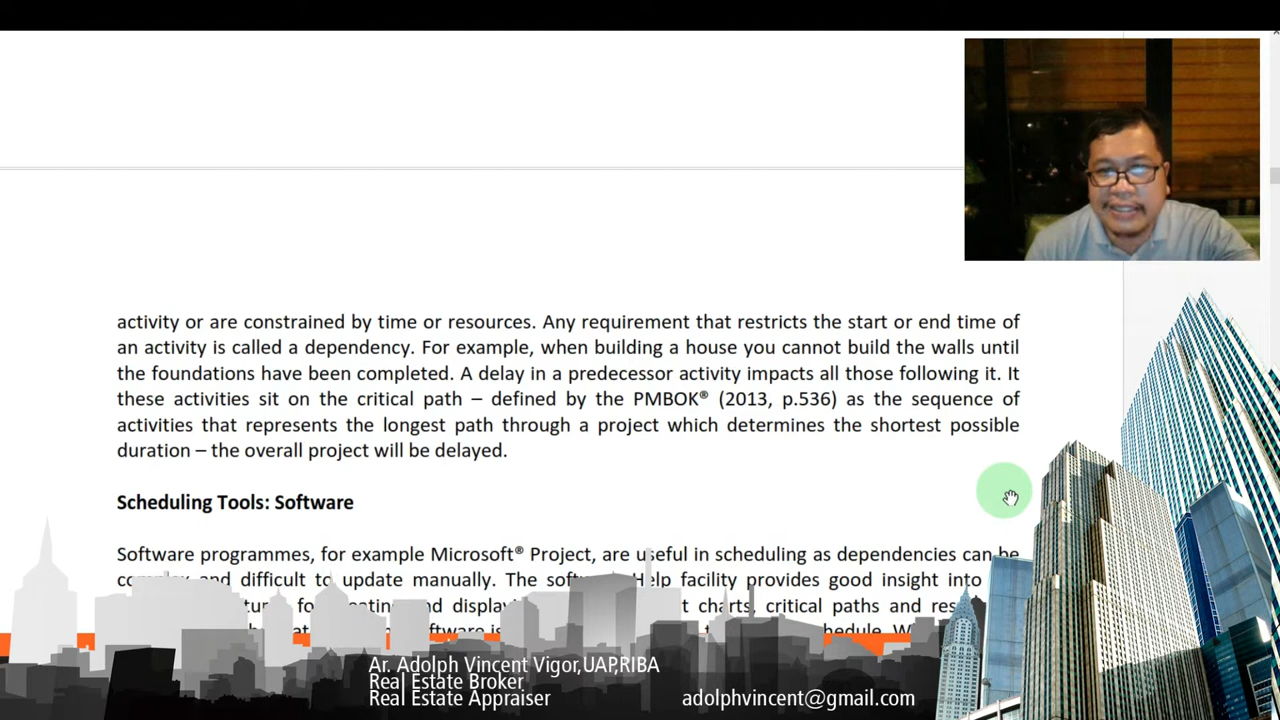 activity or are constrained by time or resources. Any requirement that restricts the start or end time of
an activity is called a dependency. For example, when building a house you cannot build the walls until
the foundations have been completed. A delay in a predecessor activity impacts all those following it. It
these activities sit on the critical path – defined by the PMBOK® (2013, p.536) as the sequence of
activities that represents the longest path through a project which determines the shortest possible
duration – the overall project will be delayed.
Scheduling Tools: Software
Software programmes, for example Microsoft® Project, are useful in scheduling as dependencies can be
and difficult to update manually. The Help facility provides good insight into
charts, critical paths and
Ar. Adolph Vincent Vigor,UAP,RIBA
Real Estate Broker
Real Estate Appraiser adolphvincent@gmail.com